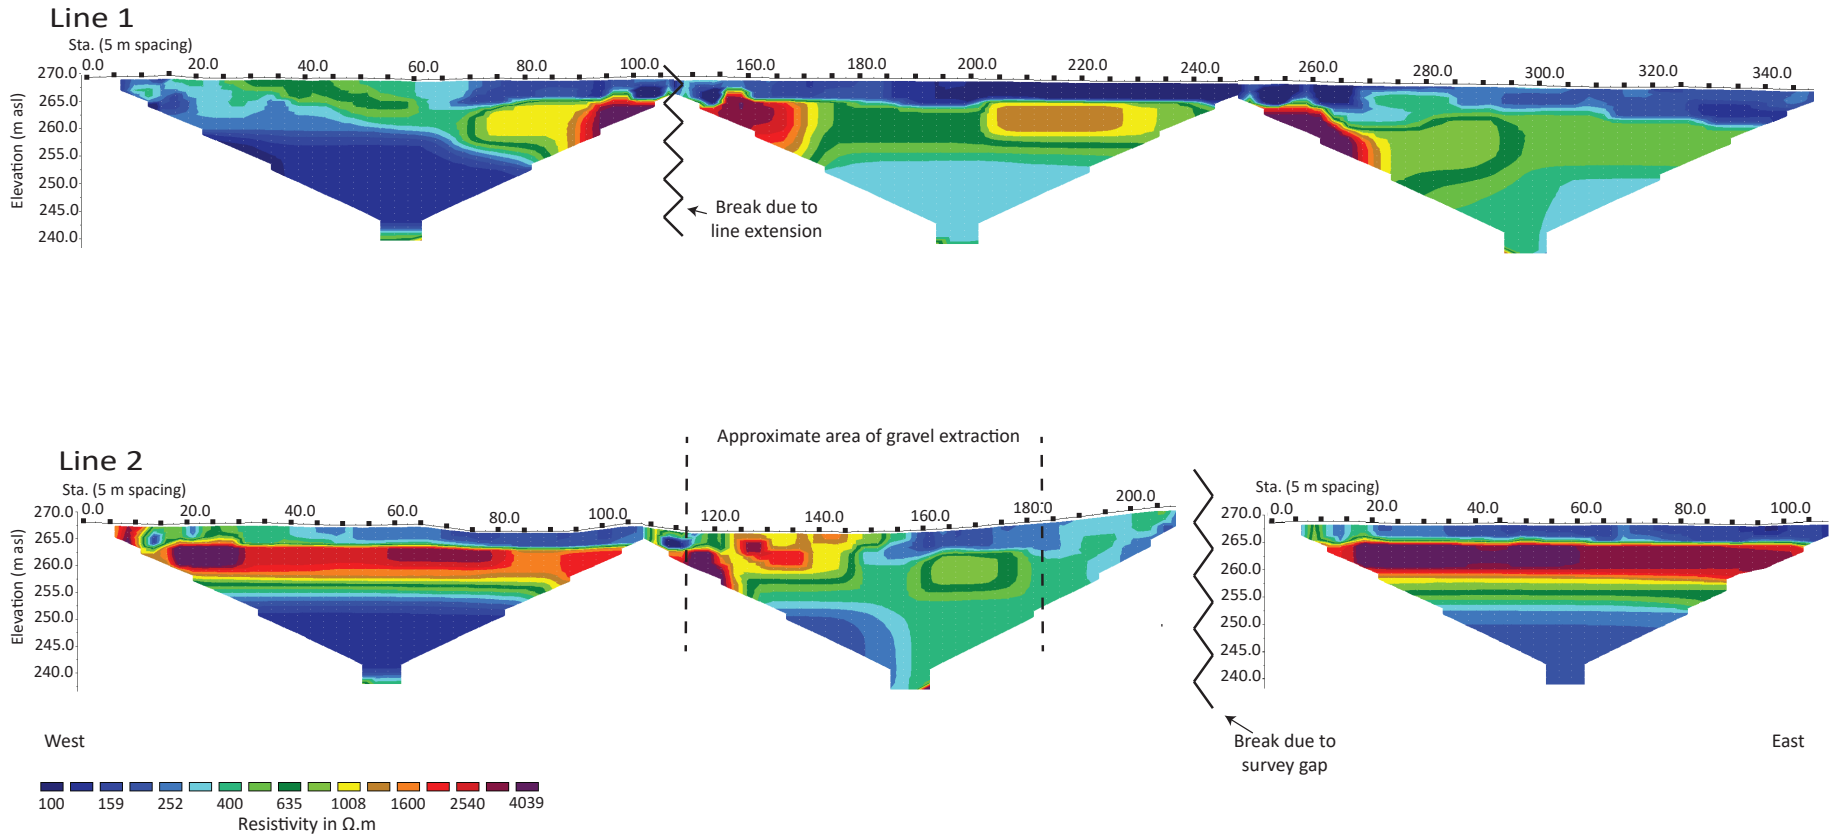 Line 1
Sta. (5 m spacing)
0.0 20.0 40.0 60.0 80.0 100.0 160.0 180.0 200.0 220.0 240.0 260.0 280.0 300.0 320.0 340.0
Elevation (m asl)
270.0
265.0
260.0
255.0
250.0
245.0
240.0
Break due to
line extension
Approximate area of gravel extraction
Line 2
Sta. (5 m spacing)
0.0 20.0 40.0 60.0 80.0 100.0 120.0 140.0 160.0 180.0 200.0
Elevation (m asl)
270.0
265.0
260.0
255.0
250.0
245.0
240.0
Sta. (5 m spacing)
0.0 20.0 40.0 60.0 80.0 100.0
270.0
265.0
260.0
255.0
250.0
245.0
240.0
West
Break due to
survey gap
East
100 159 252 400 635 1008 1600 2540 4039
Resistivity in Ω.m